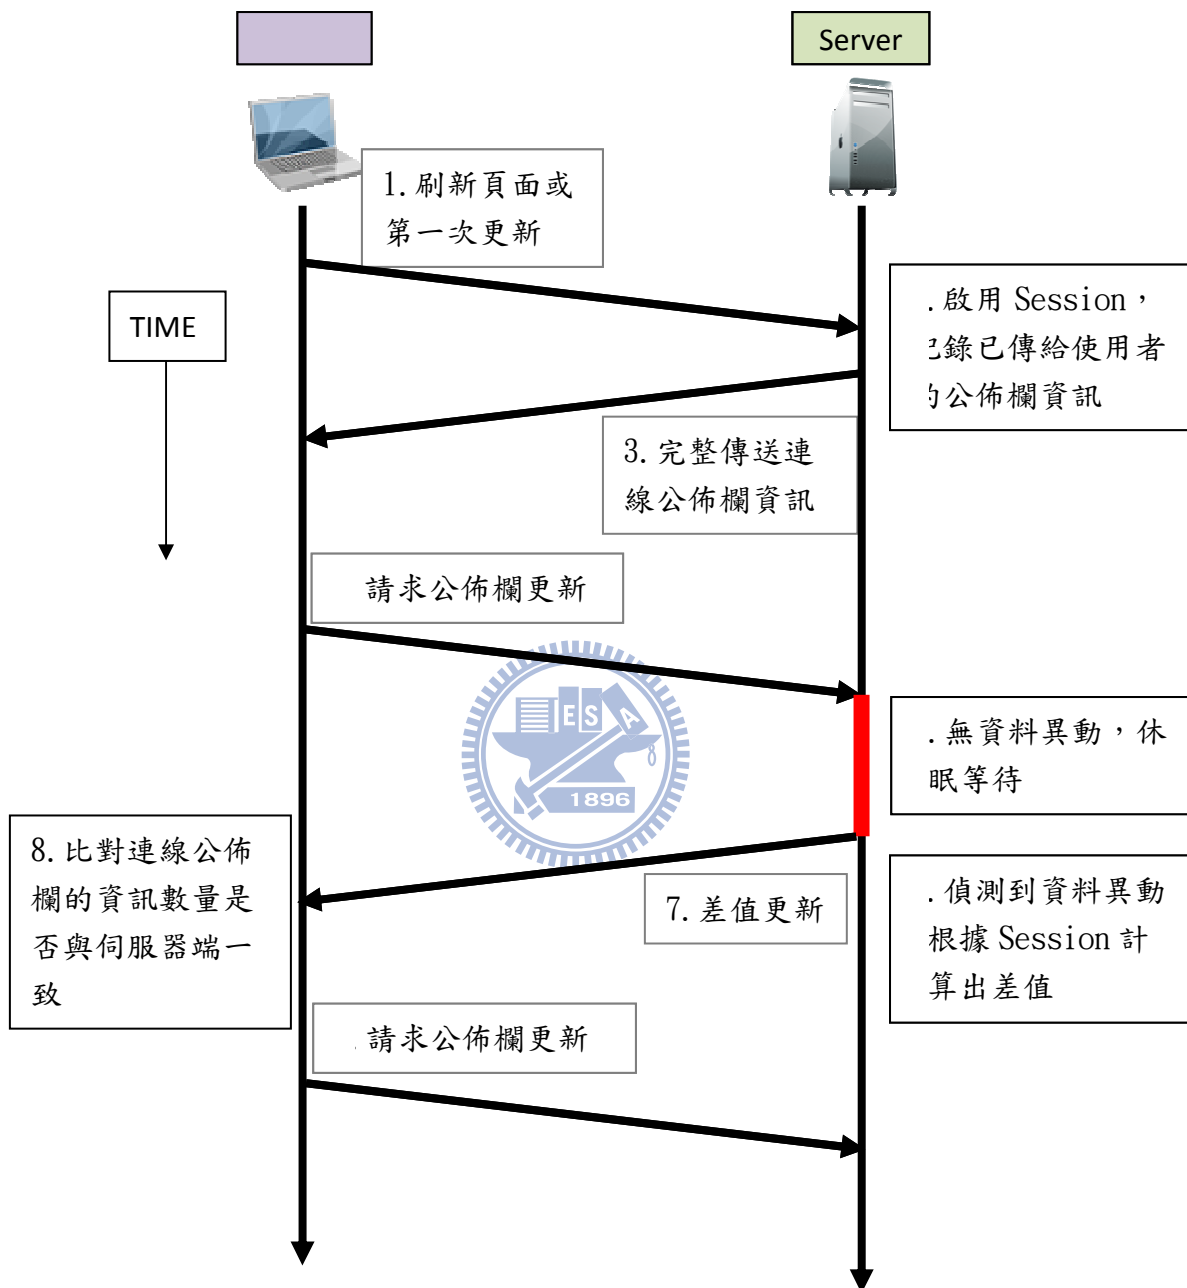 Server
1.刷新頁面或
第一次更新
TIME
.啟用 Session，
記錄已傳給使用者
的公佈欄資訊
3.完整傳送連
線公佈欄資訊
請求公佈欄更新
ESA
1896
.無資料異動，休
眠等待
8.比對連線公佈
欄的資訊數量是
否與伺服器端一
致
7.差值更新
.偵測到資料異動
根據 Session 計
算出差值
.請求公佈欄更新